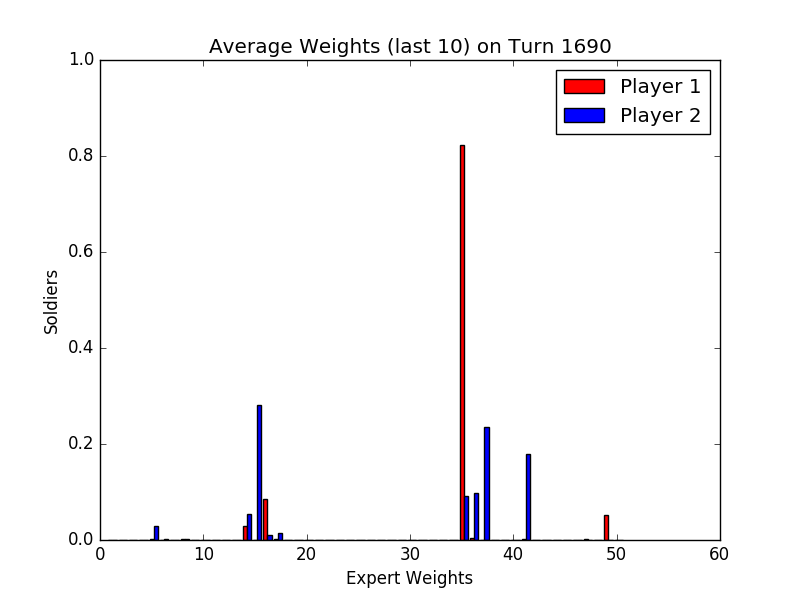 Average Weights (last 10) on Turn 1690
1.0
0.8
0.6
0.4
0.2
0.0
Soldiers
Player 1
Player 2
0 10 20 30 40 50 60
Expert Weights